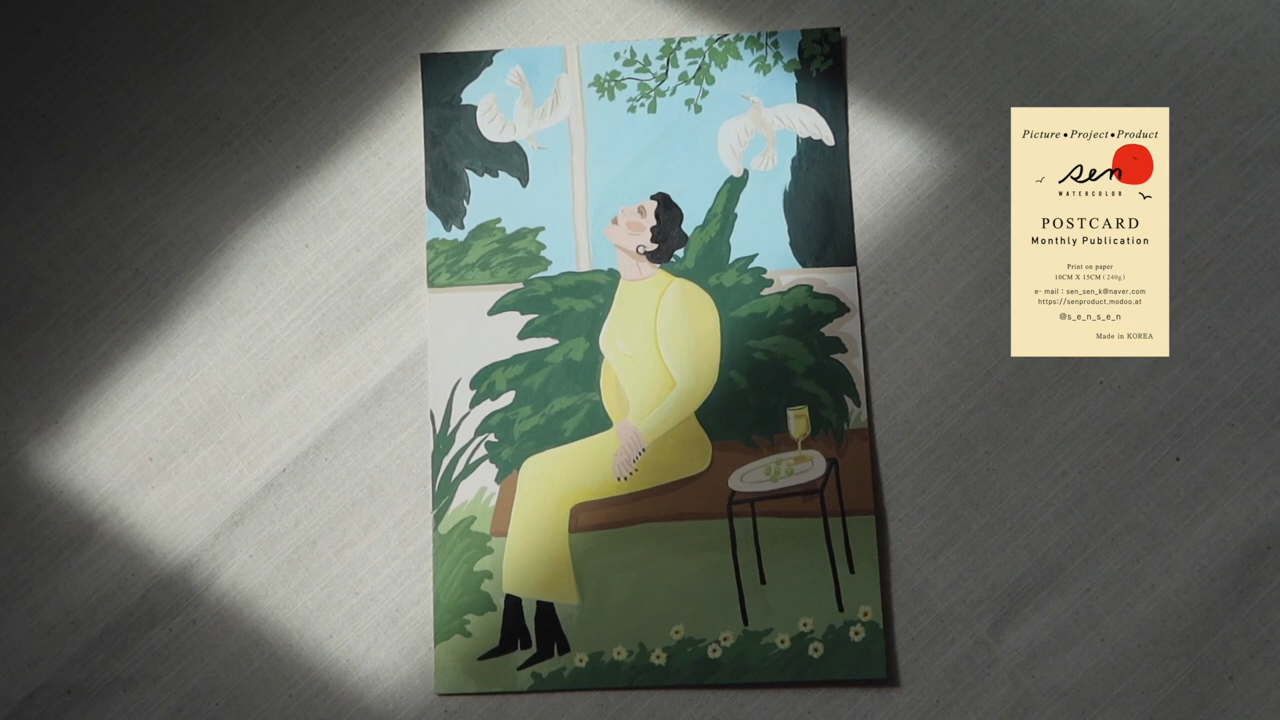 Picture•Project•Product
sen
WATERCOLOR
POSTCARD
Monthly Publication
Print on paper
10CM X 15CM (240g)
e- mail : sen_sen_k@naver.com
https://senproduct.modoo.at
@s_e_n_s_e_n
Made in KOREA